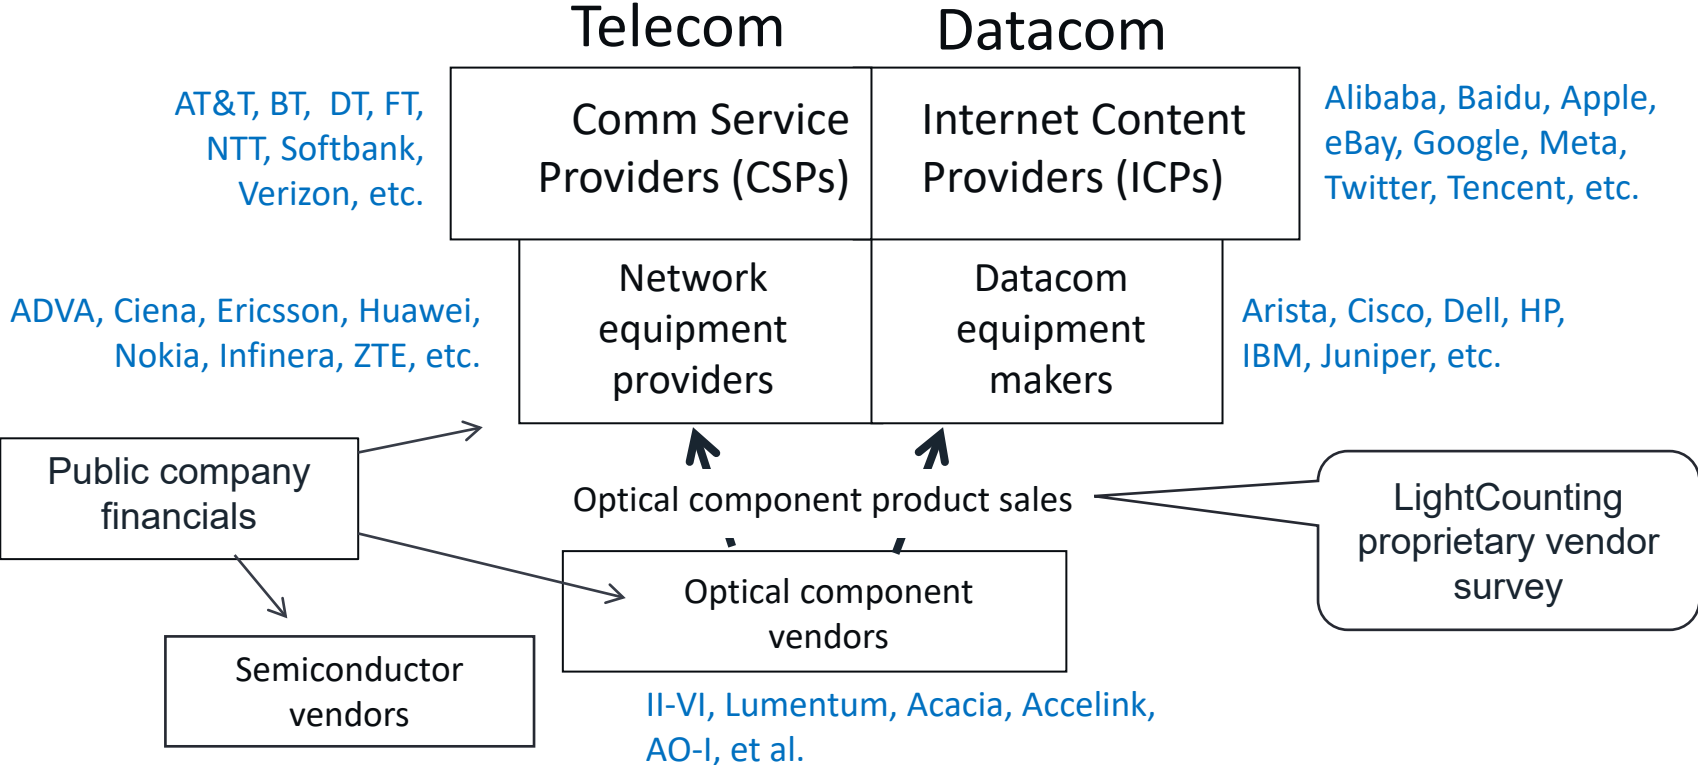 Telecom
Datacom
AT&T, BT,  DT, FT,
NTT, Softbank,
Verizon, etc.
Comm Service
Providers (CSPs)
Internet Content
Providers (ICPs)
Alibaba, Baidu, Apple,
eBay, Google, Meta,
Twitter, Tencent, etc.
ADVA, Ciena, Ericsson, Huawei,
Nokia, Infinera, ZTE, etc.
Network
equipment
providers
Datacom
equipment
makers
Arista, Cisco, Dell, HP,
IBM, Juniper, etc.
Public company
financials
Optical component product sales
LightCounting
proprietary vendor
survey
Optical component
vendors
Semiconductor
vendors
II-VI, Lumentum, Acacia, Accelink,
AO-I, et al.